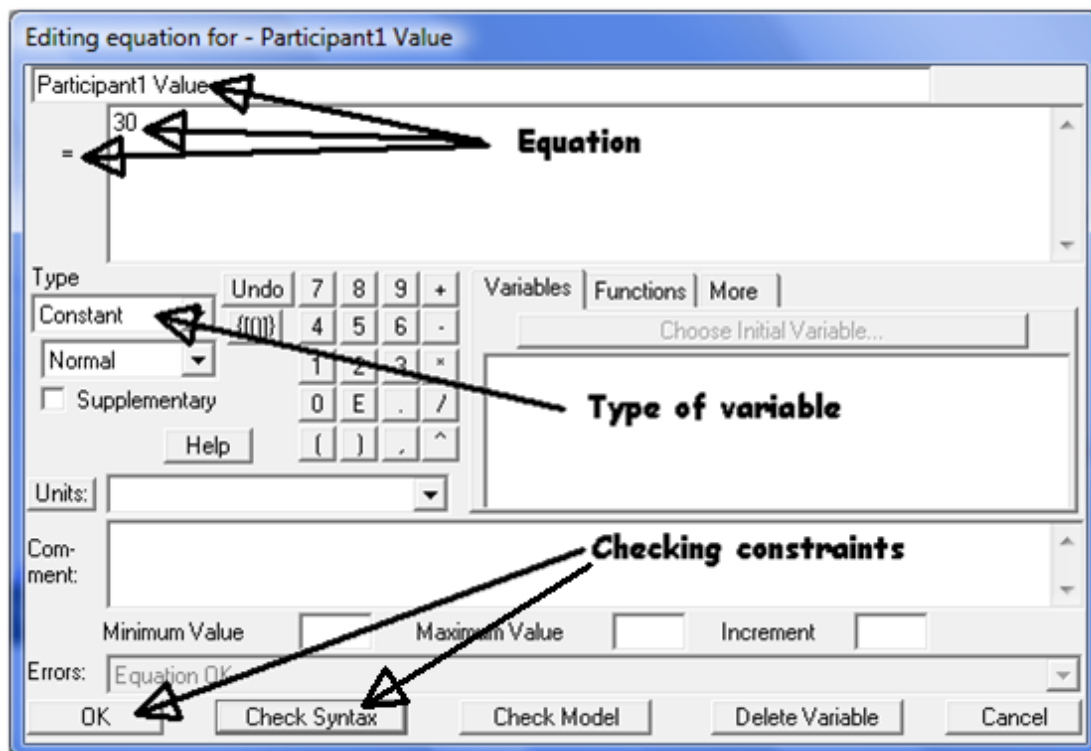 Editing equation for - Participant1 Value
Participant1 Value
30
=
Equation
Type
Undo 7 8 9 +
Variables Functions More
Constant
{[()]} 4 5 6 -
Choose Initial Variable...
Normal
1 2 3 *
Supplementary
0 E . /
Type of variable
Help
( ) , ^
Units:
Com-
ment:
Checking constraints
Minimum Value Maximum Value Increment
Errors: Equation OK
OK Check Syntax Check Model Delete Variable Cancel